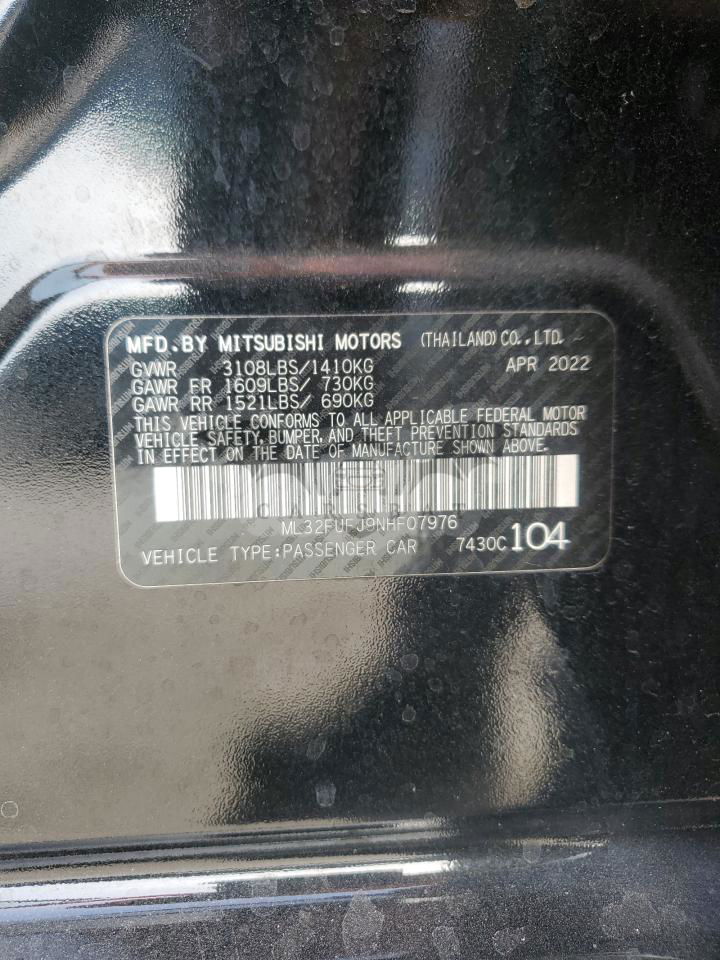 MFD.BY MITSUBISHI MOTORS (THAILAND) CO.,LTD.
GVWR 3108LBS/1410KG APR 2022
GAWR FR 1609LBS/ 730KG
GAWR RR 1521LBS/ 690KG
THIS VEHICLE CONFORMS TO ALL APPLICABLE FEDERAL MOTOR
VEHICLE SAFETY, BUMPER, AND THEFT PREVENTION STANDARDS
IN EFFECT ON THE DATE OF MANUFACTURE SHOWN ABOVE.
ML32FUFJ9NHF07976
VEHICLE TYPE:PASSENGER CAR 7430C 104